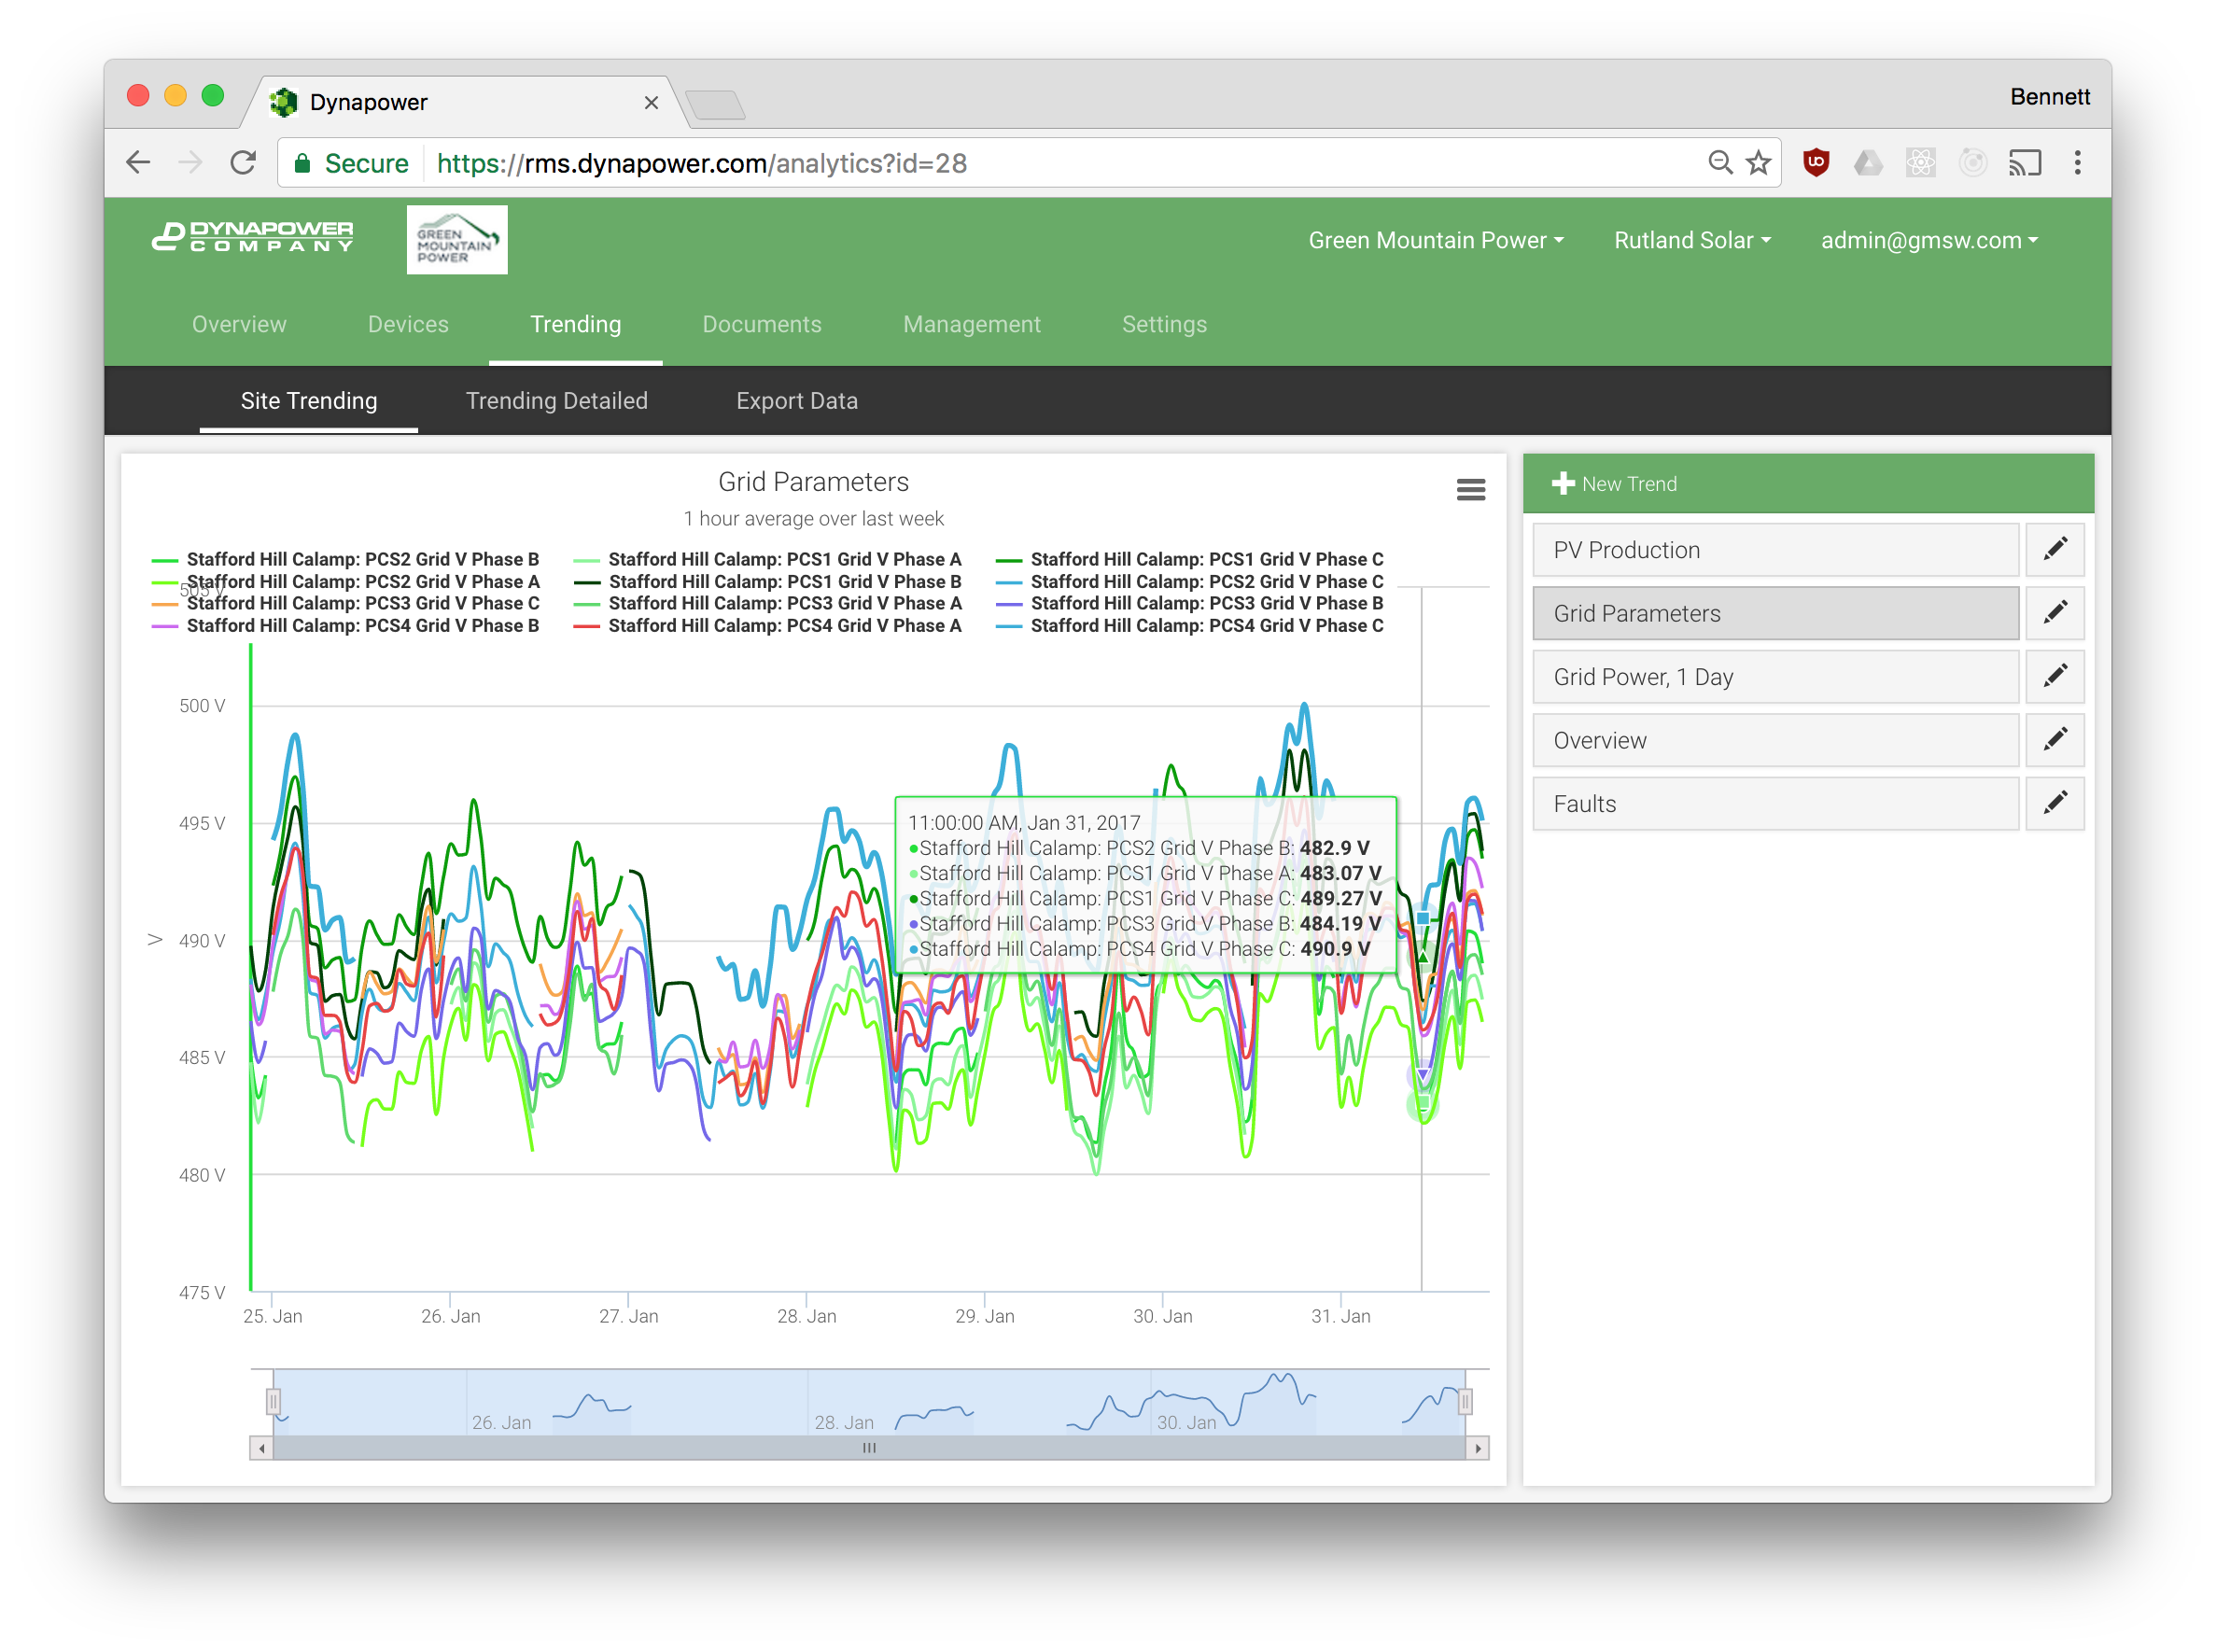 Dynapower
Bennett
Secure https://rms.dynapower.com/analytics?id=28
DYNAPOWER
COMPANY
GREEN
MOUNTAIN
POWER
Green Mountain Power Rutland Solar admin@gmsw.com
Overview Devices Trending Documents Management Settings
Site Trending Trending Detailed Export Data
Grid Parameters
1 hour average over last week
Stafford Hill Calamp: PCS2 Grid V Phase B Stafford Hill Calamp: PCS1 Grid V Phase A Stafford Hill Calamp: PCS1 Grid V Phase C
Stafford Hill Calamp: PCS2 Grid V Phase A Stafford Hill Calamp: PCS1 Grid V Phase B Stafford Hill Calamp: PCS2 Grid V Phase C
505 V
Stafford Hill Calamp: PCS3 Grid V Phase C Stafford Hill Calamp: PCS3 Grid V Phase A Stafford Hill Calamp: PCS3 Grid V Phase B
Stafford Hill Calamp: PCS4 Grid V Phase B Stafford Hill Calamp: PCS4 Grid V Phase A Stafford Hill Calamp: PCS4 Grid V Phase C
500 V
495 V
490 V
485 V
480 V
475 V
V
11:00:00 AM, Jan 31, 2017
Stafford Hill Calamp: PCS2 Grid V Phase B: 482.9 V
Stafford Hill Calamp: PCS1 Grid V Phase A: 483.07 V
Stafford Hill Calamp: PCS1 Grid V Phase C: 489.27 V
Stafford Hill Calamp: PCS3 Grid V Phase B: 484.19 V
Stafford Hill Calamp: PCS4 Grid V Phase C: 490.9 V
25. Jan 26. Jan 27. Jan 28. Jan 29. Jan 30. Jan 31. Jan
26. Jan 28. Jan 30. Jan
New Trend
PV Production
Grid Parameters
Grid Power, 1 Day
Overview
Faults